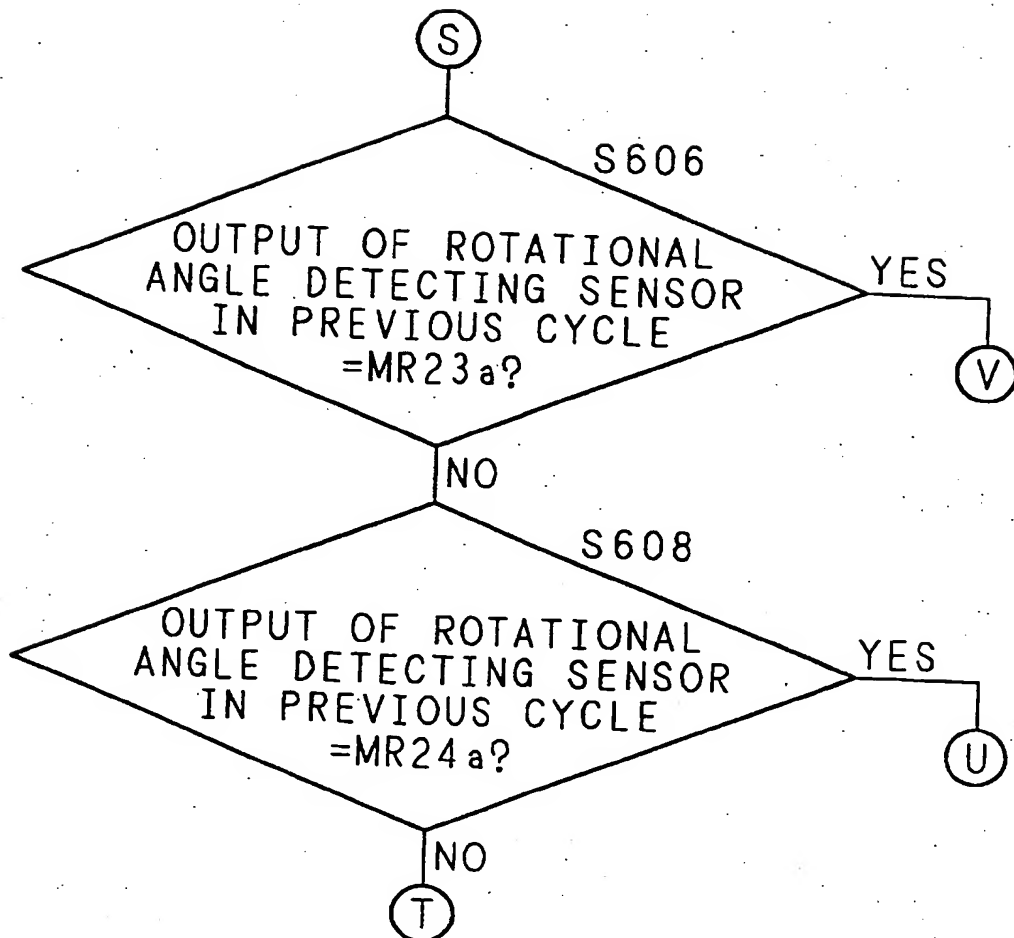 S
S606
OUTPUT OF ROTATIONAL
ANGLE DETECTING SENSOR
IN PREVIOUS CYCLE
=MR23a?
YES
V
NO
S608
OUTPUT OF ROTATIONAL
ANGLE DETECTING SENSOR
IN PREVIOUS CYCLE
=MR24a?
YES
U
NO
T